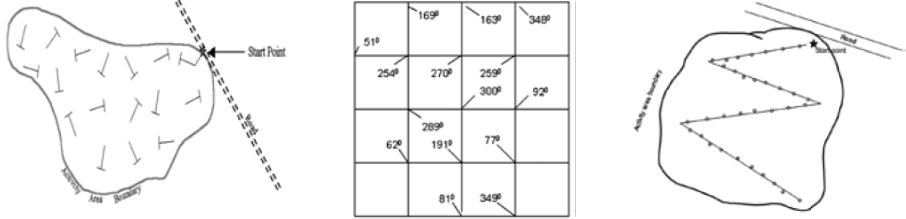 Start Point
Road
Activity Area Boundary
169⁰ 163⁰ 348⁰
51⁰
254⁰ 270⁰ 259⁰
300⁰ 92⁰
289⁰
62⁰ 191⁰ 77⁰
81⁰ 349⁰
Road
Start point
Activity area boundary